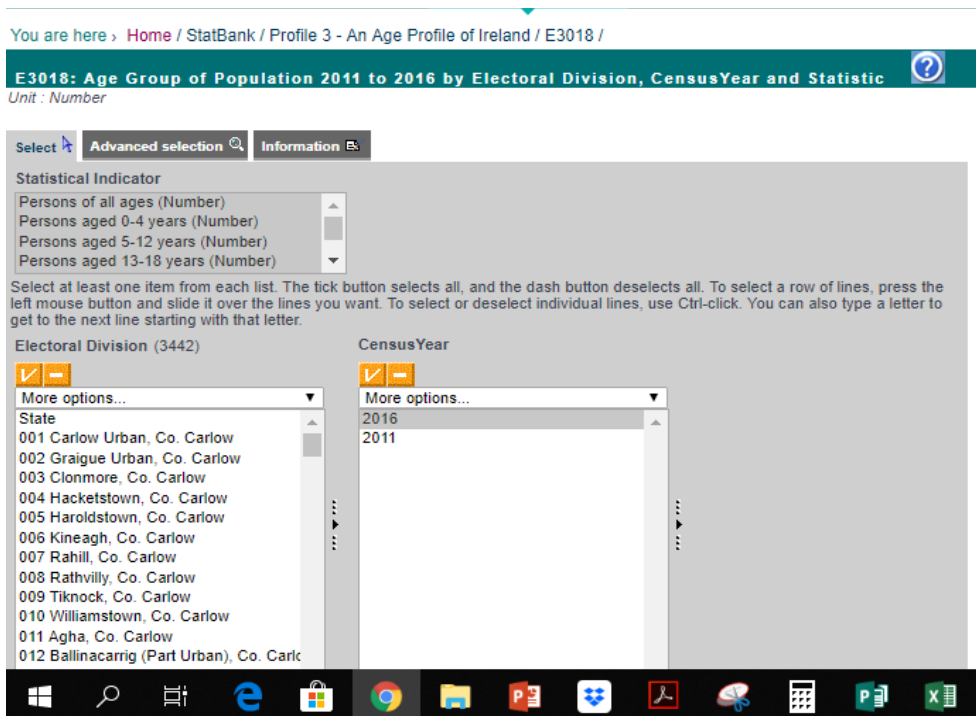 You are here › Home / StatBank / Profile 3 - An Age Profile of Ireland / E3018 /
E3018: Age Group of Population 2011 to 2016 by Electoral Division, CensusYear and Statistic
Unit : Number
Select Advanced selection Information
Statistical Indicator
Persons of all ages (Number)
Persons aged 0-4 years (Number)
Persons aged 5-12 years (Number)
Persons aged 13-18 years (Number)
Select at least one item from each list. The tick button selects all, and the dash button deselects all. To select a row of lines, press the
left mouse button and slide it over the lines you want. To select or deselect individual lines, use Ctrl-click. You can also type a letter to
get to the next line starting with that letter.
Electoral Division (3442)
More options...
State
001 Carlow Urban, Co. Carlow
002 Graigue Urban, Co. Carlow
003 Clonmore, Co. Carlow
004 Hacketstown, Co. Carlow
005 Haroldstown, Co. Carlow
006 Kineagh, Co. Carlow
007 Rahill, Co. Carlow
008 Rathvilly, Co. Carlow
009 Tiknock, Co. Carlow
010 Williamstown, Co. Carlow
011 Agha, Co. Carlow
012 Ballinacarrig (Part Urban), Co. Carlo
CensusYear
More options...
2016
2011